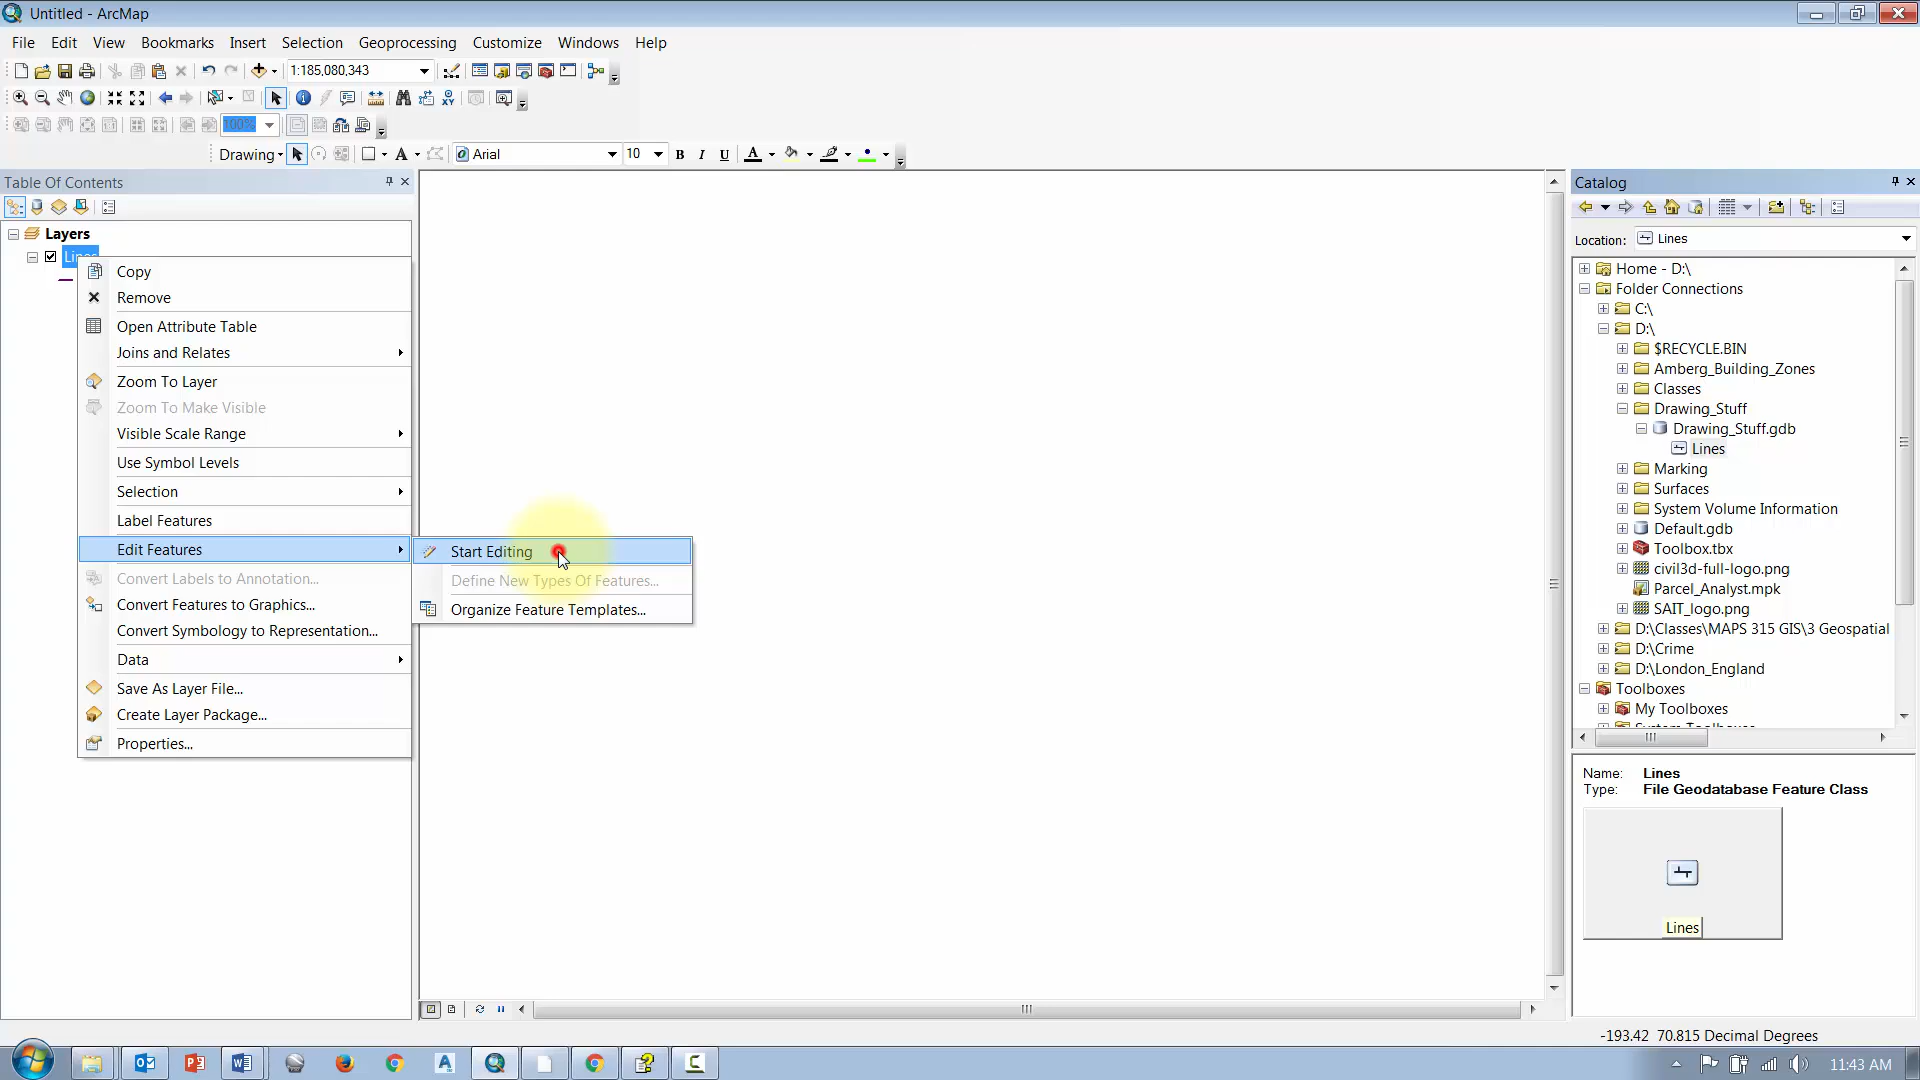 Untitled - ArcMap
File Edit View Bookmarks Insert Selection Geoprocessing Customize Windows Help
1:185,080,343
100%
Drawing Arial 10 B I U A
Table Of Contents
Layers
Copy
Remove
Open Attribute Table
Joins and Relates
Zoom To Layer
Zoom To Make Visible
Visible Scale Range
Use Symbol Levels
Selection
Label Features
Edit Features
Convert Labels to Annotation...
Convert Features to Graphics...
Convert Symbology to Representation...
Data
Save As Layer File...
Create Layer Package...
Properties...
Start Editing
Define New Types Of Features...
Organize Feature Templates...
Catalog
Location: Lines
Home - D:\
Folder Connections
C:\
D:\
$RECYCLE.BIN
Amberg_Building_Zones
Classes
Drawing_Stuff
Drawing_Stuff.gdb
Lines
Marking
Surfaces
System Volume Information
Default.gdb
Toolbox.tbx
civil3d-full-logo.png
Parcel_Analyst.mpk
SAIT_logo.png
D:\Classes\MAPS 315 GIS\3 Geospatial
D:\Crime
D:\London_England
Toolboxes
My Toolboxes
Name: Lines
Type: File Geodatabase Feature Class
Lines
-193.42 70.815 Decimal Degrees
11:43 AM